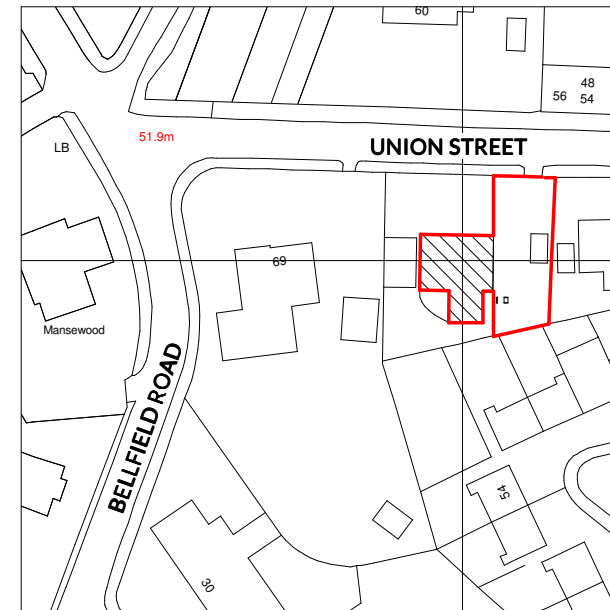 60
48
56 54
51.9m
LB
UNION STREET
69
Mansewood
BELLFIELD ROAD
54
30